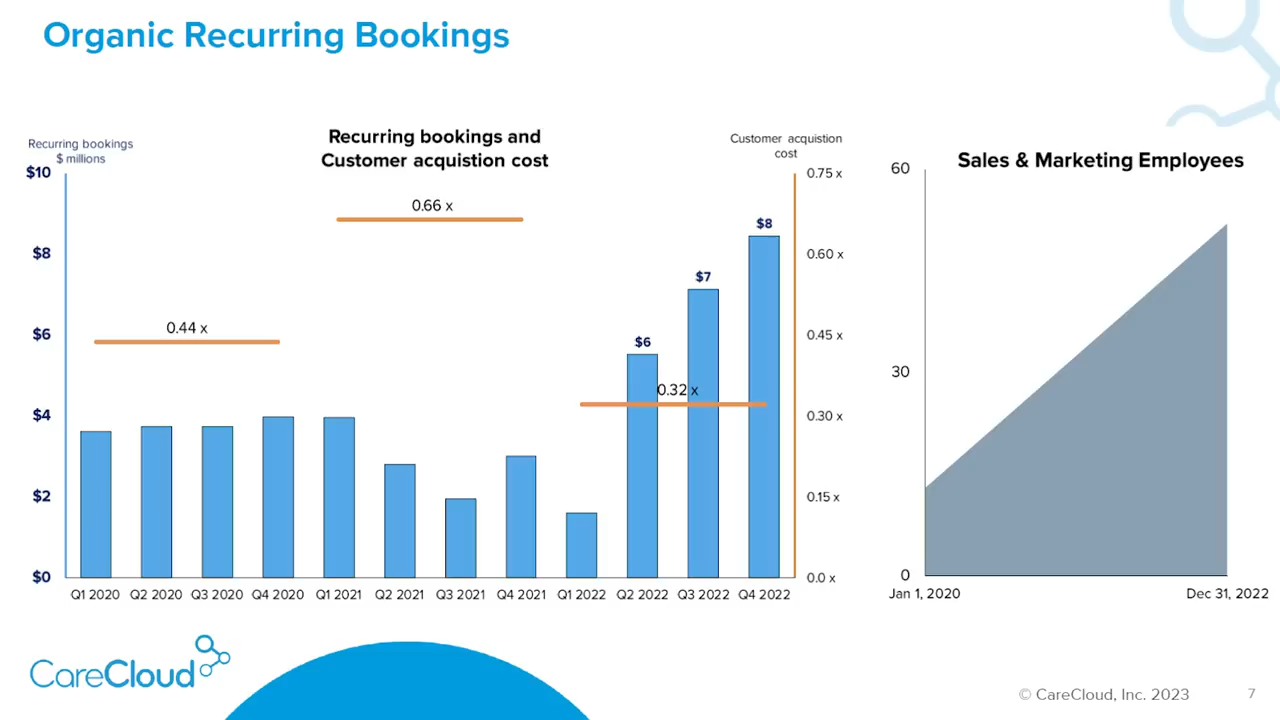 Organic Recurring Bookings
Recurring bookings
$ millions
Recurring bookings and
Customer acquistion cost
Customer acquistion
cost
$10
$8
$6
$4
$2
$0
0.44 x
0.66 x
0.32 x
$6
$7
$8
0.75 x
0.60 x
0.45 x
0.30 x
0.15 x
0.0 x
Q1 2020 Q2 2020 Q3 2020 Q4 2020 Q1 2021 Q2 2021 Q3 2021 Q4 2021 Q1 2022 Q2 2022 Q3 2022 Q4 2022
Sales & Marketing Employees
60
30
0
Jan 1, 2020 Dec 31, 2022
CareCloud
© CareCloud, Inc. 2023 7